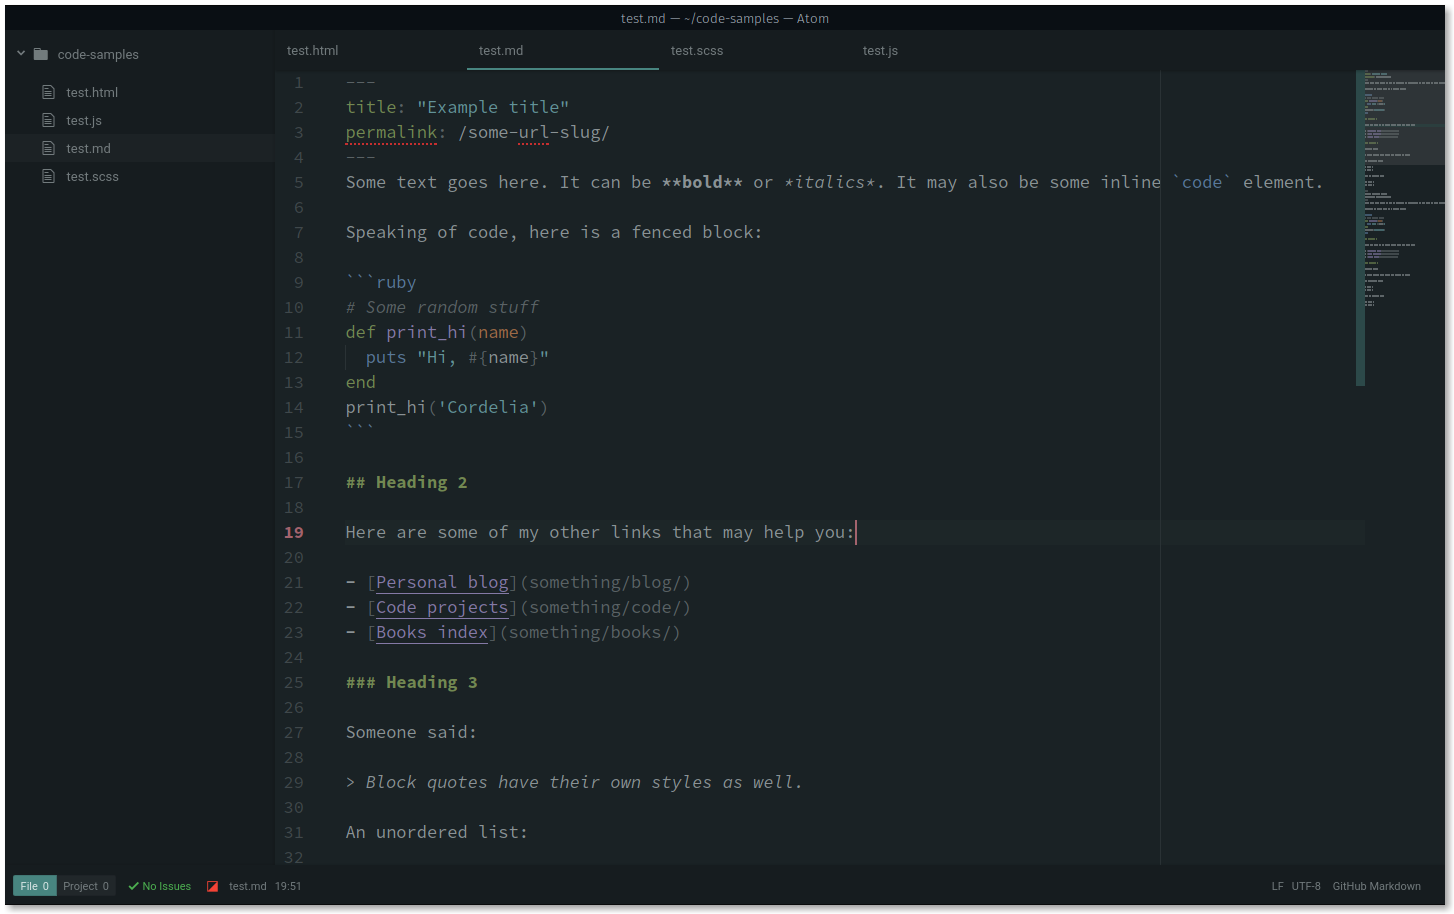 test.md — ~/code-samples — Atom
code-samples
test.html
test.js
test.md
test.scss
test.html test.md test.scss test.js
1 ---
2 title: "Example title"
3 permalink: /some-url-slug/
4 ---
5 Some text goes here. It can be **bold** or *italics*. It may also be some inline `code` element.
6
7 Speaking of code, here is a fenced block:
8
9 ```ruby
10 # Some random stuff
11 def print_hi(name)
12   puts "Hi, #{name}"
13 end
14 print_hi('Cordelia')
15 ```
16
17 ## Heading 2
18
19 Here are some of my other links that may help you:
20
21 - [Personal blog](something/blog/)
22 - [Code projects](something/code/)
23 - [Books index](something/books/)
24
25 ### Heading 3
26
27 Someone said:
28
29 > Block quotes have their own styles as well.
30
31 An unordered list:
32
File 0 Project 0 No Issues test.md 19:51 LF UTF-8 GitHub Markdown